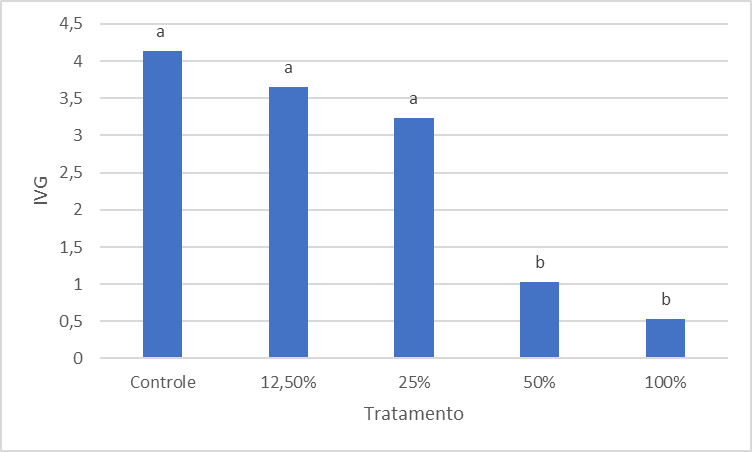 4,5
4
3,5
3
2,5
2
1,5
1
0,5
0
IVG
a
a
a
b
b
Controle
12,50%
25%
50%
100%
Tratamento